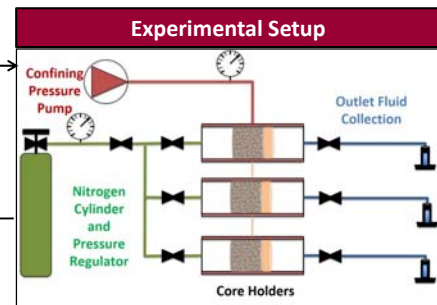 Experimental Setup
Confining
Pressure
Pump
Outlet Fluid
Collection
Nitrogen
Cylinder
and
Pressure
Regulator
Core Holders